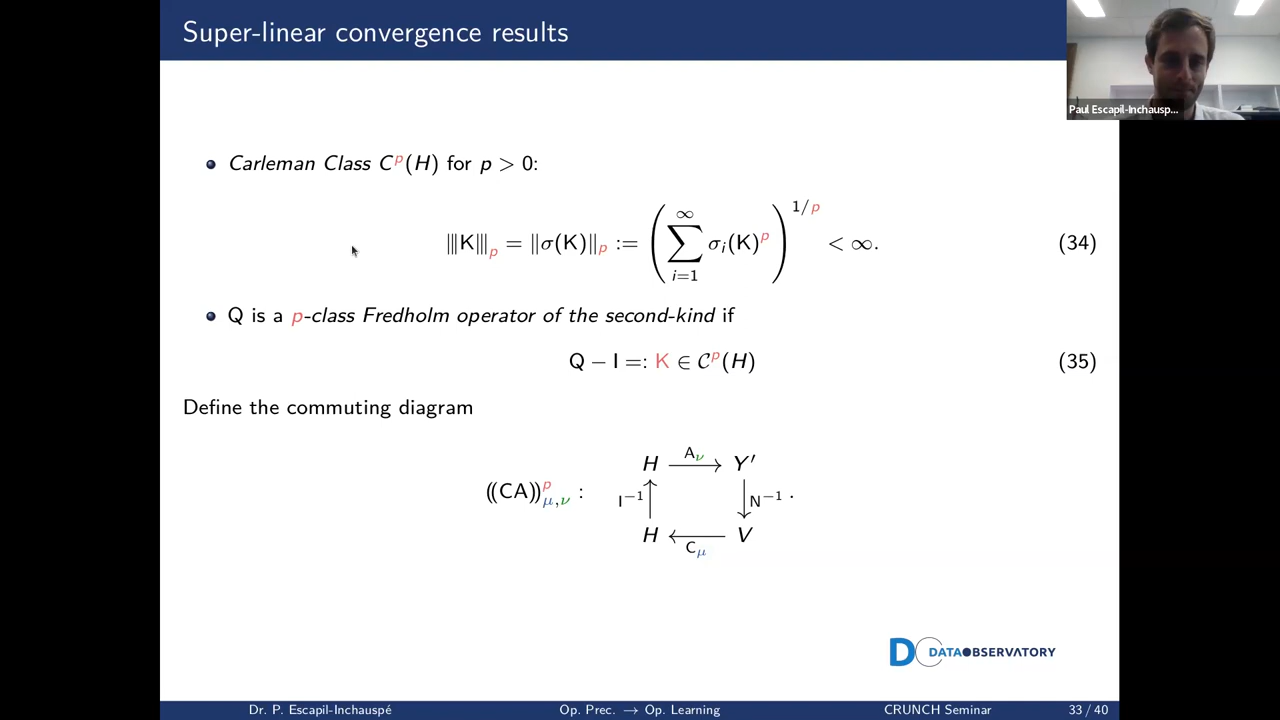 Super-linear convergence results
Paul Escapil-Inchausp...
Carleman Class C^p(H) for p > 0:
|||K|||_p = ‖σ(K)‖_p := (∑_{i=1}^{∞} σ_i(K)^p)^{1/p} < ∞. (34)
Q is a p-class Fredholm operator of the second-kind if
Q − I =: K ∈ 𝒞^p(H) (35)
Define the commuting diagram
H A_ν Y′
((CA))^p_{μ,ν} : I^{−1} N^{−1} .
H C_μ V
DATAOBSERVATORY
Dr. P. Escapil-Inchauspé Op. Prec. → Op. Learning CRUNCH Seminar 33 / 40